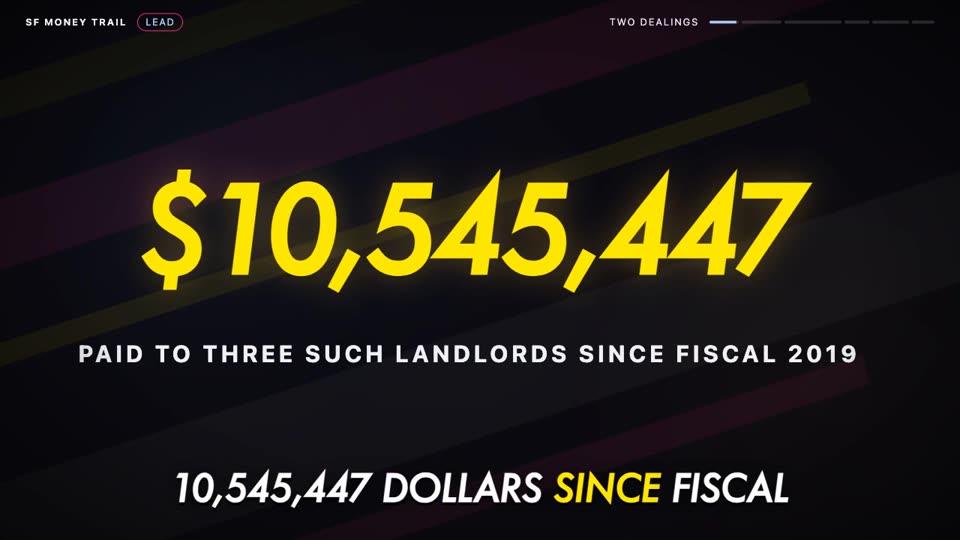 SF MONEY TRAIL LEAD
TWO DEALINGS
$10,545,447
PAID TO THREE SUCH LANDLORDS SINCE FISCAL 2019
10,545,447 DOLLARS SINCE FISCAL